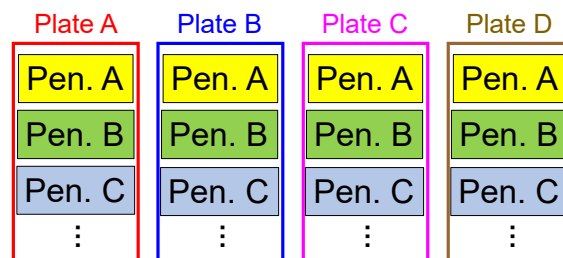 Plate A Plate B Plate C Plate D
Pen. A Pen. A Pen. A Pen. A
Pen. B Pen. B Pen. B Pen. B
Pen. C Pen. C Pen. C Pen. C
⋮ ⋮ ⋮ ⋮